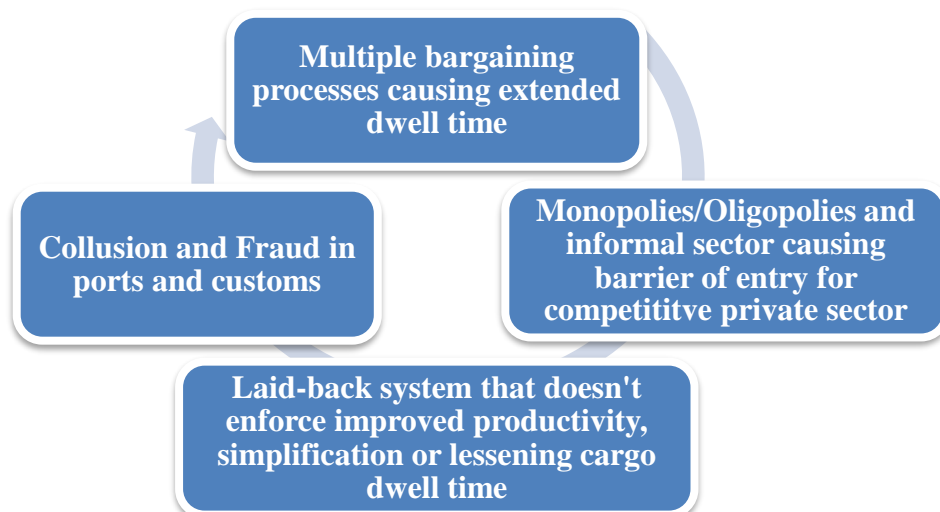 Multiple bargaining
processes causing extended
dwell time
Monopolies/Oligopolies and
informal sector causing
barrier of entry for
competititve private sector
Laid-back system that doesn't
enforce improved productivity,
simplification or lessening cargo
dwell time
Collusion and Fraud in
ports and customs